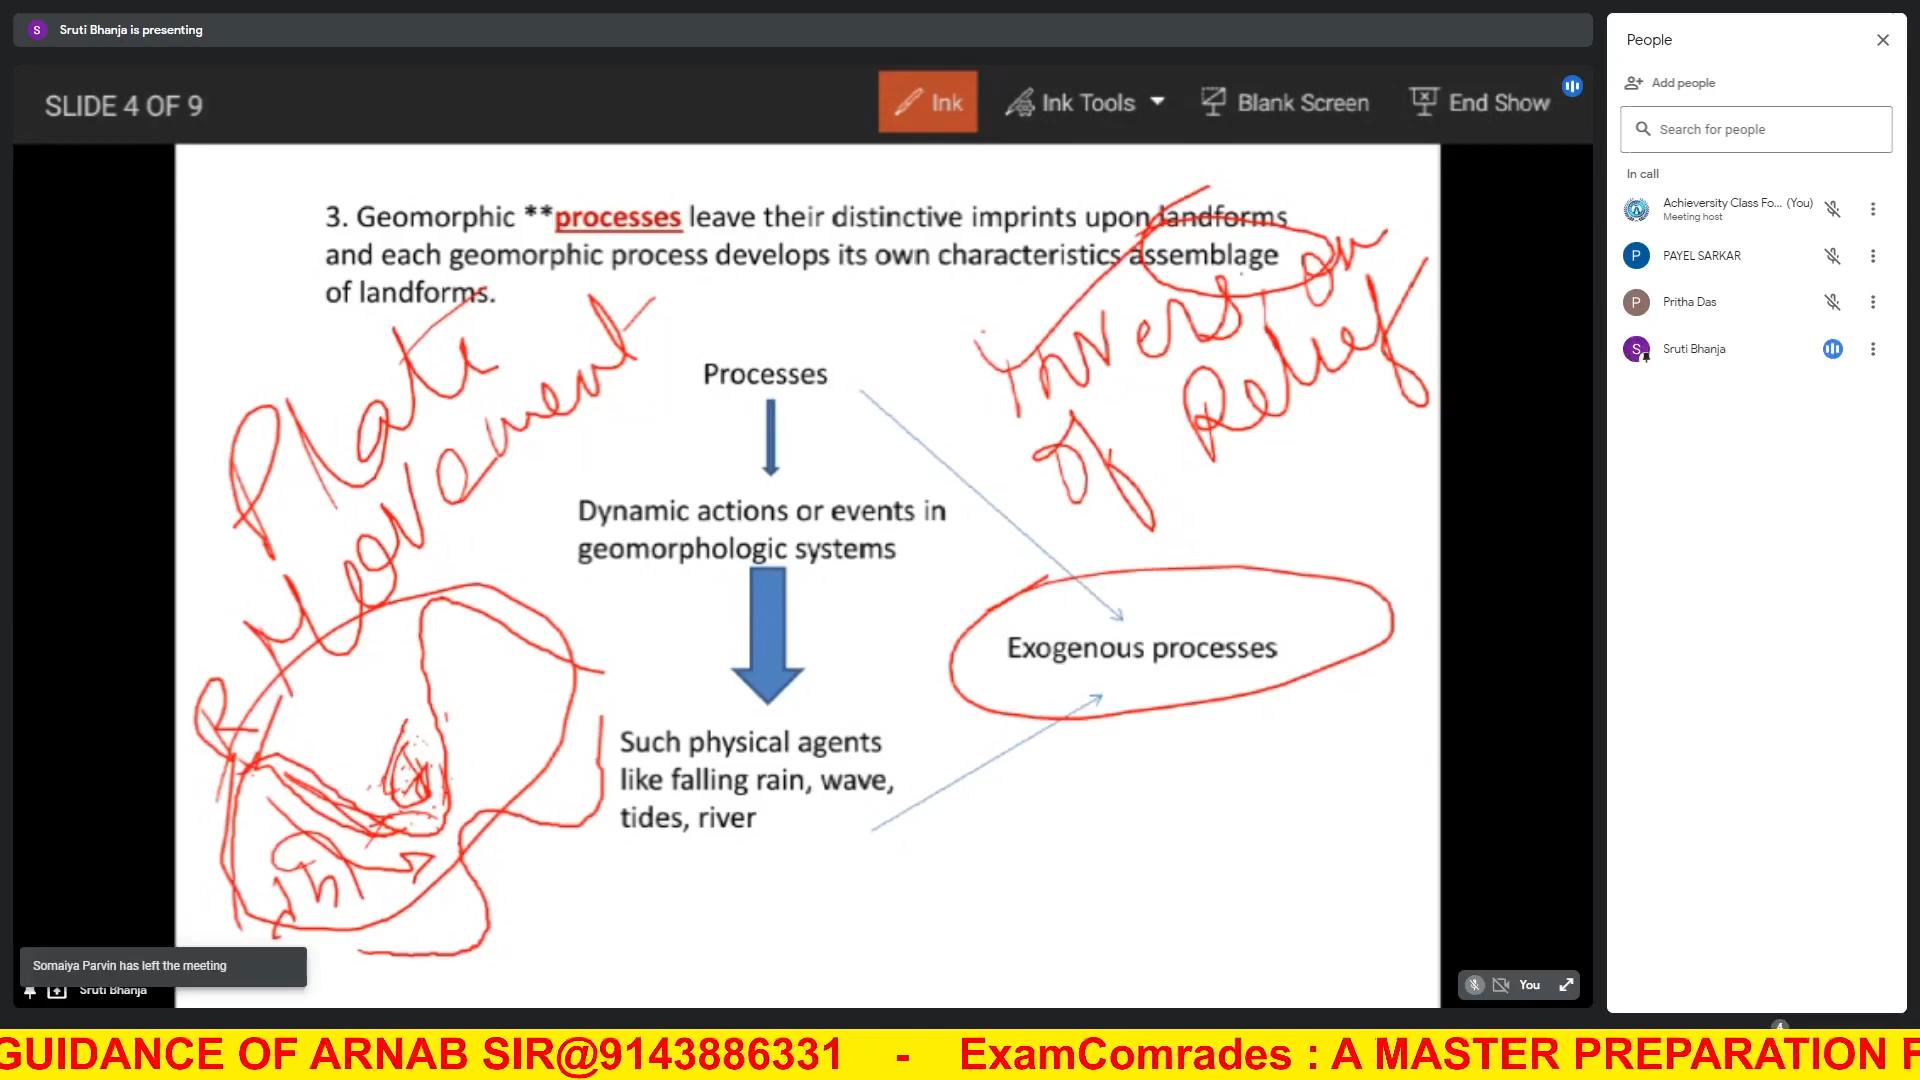 S Sruti Bhanja is presenting
People
Add people
SLIDE 4 OF 9
Ink
Ink Tools
Blank Screen
End Show
Search for people
In call
Achieversity Class Fo... (You)
Meeting host
P PAYEL SARKAR
P Pritha Das
S Sruti Bhanja
3. Geomorphic **processes leave their distinctive imprints upon landforms
and each geomorphic process develops its own characteristics assemblage
of landforms.
Plate
Movement
Inversion
of Relief
Processes
Dynamic actions or events in
geomorphologic systems
Exogenous processes
Such physical agents
like falling rain, wave,
tides, river
R
Somaiya Parvin has left the meeting
Sruti Bhanja
You
4
GUIDANCE OF ARNAB SIR@9143886331 - ExamComrades : A MASTER PREPARATION F